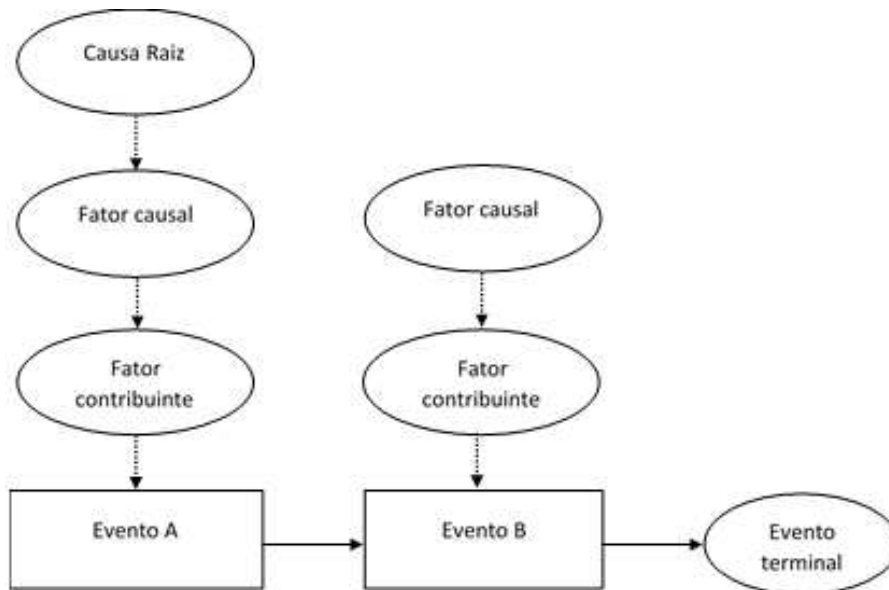 Causa Raiz
Fator causal
Fator causal
Fator
contribuinte
Fator
contribuinte
Evento A
Evento B
Evento
terminal